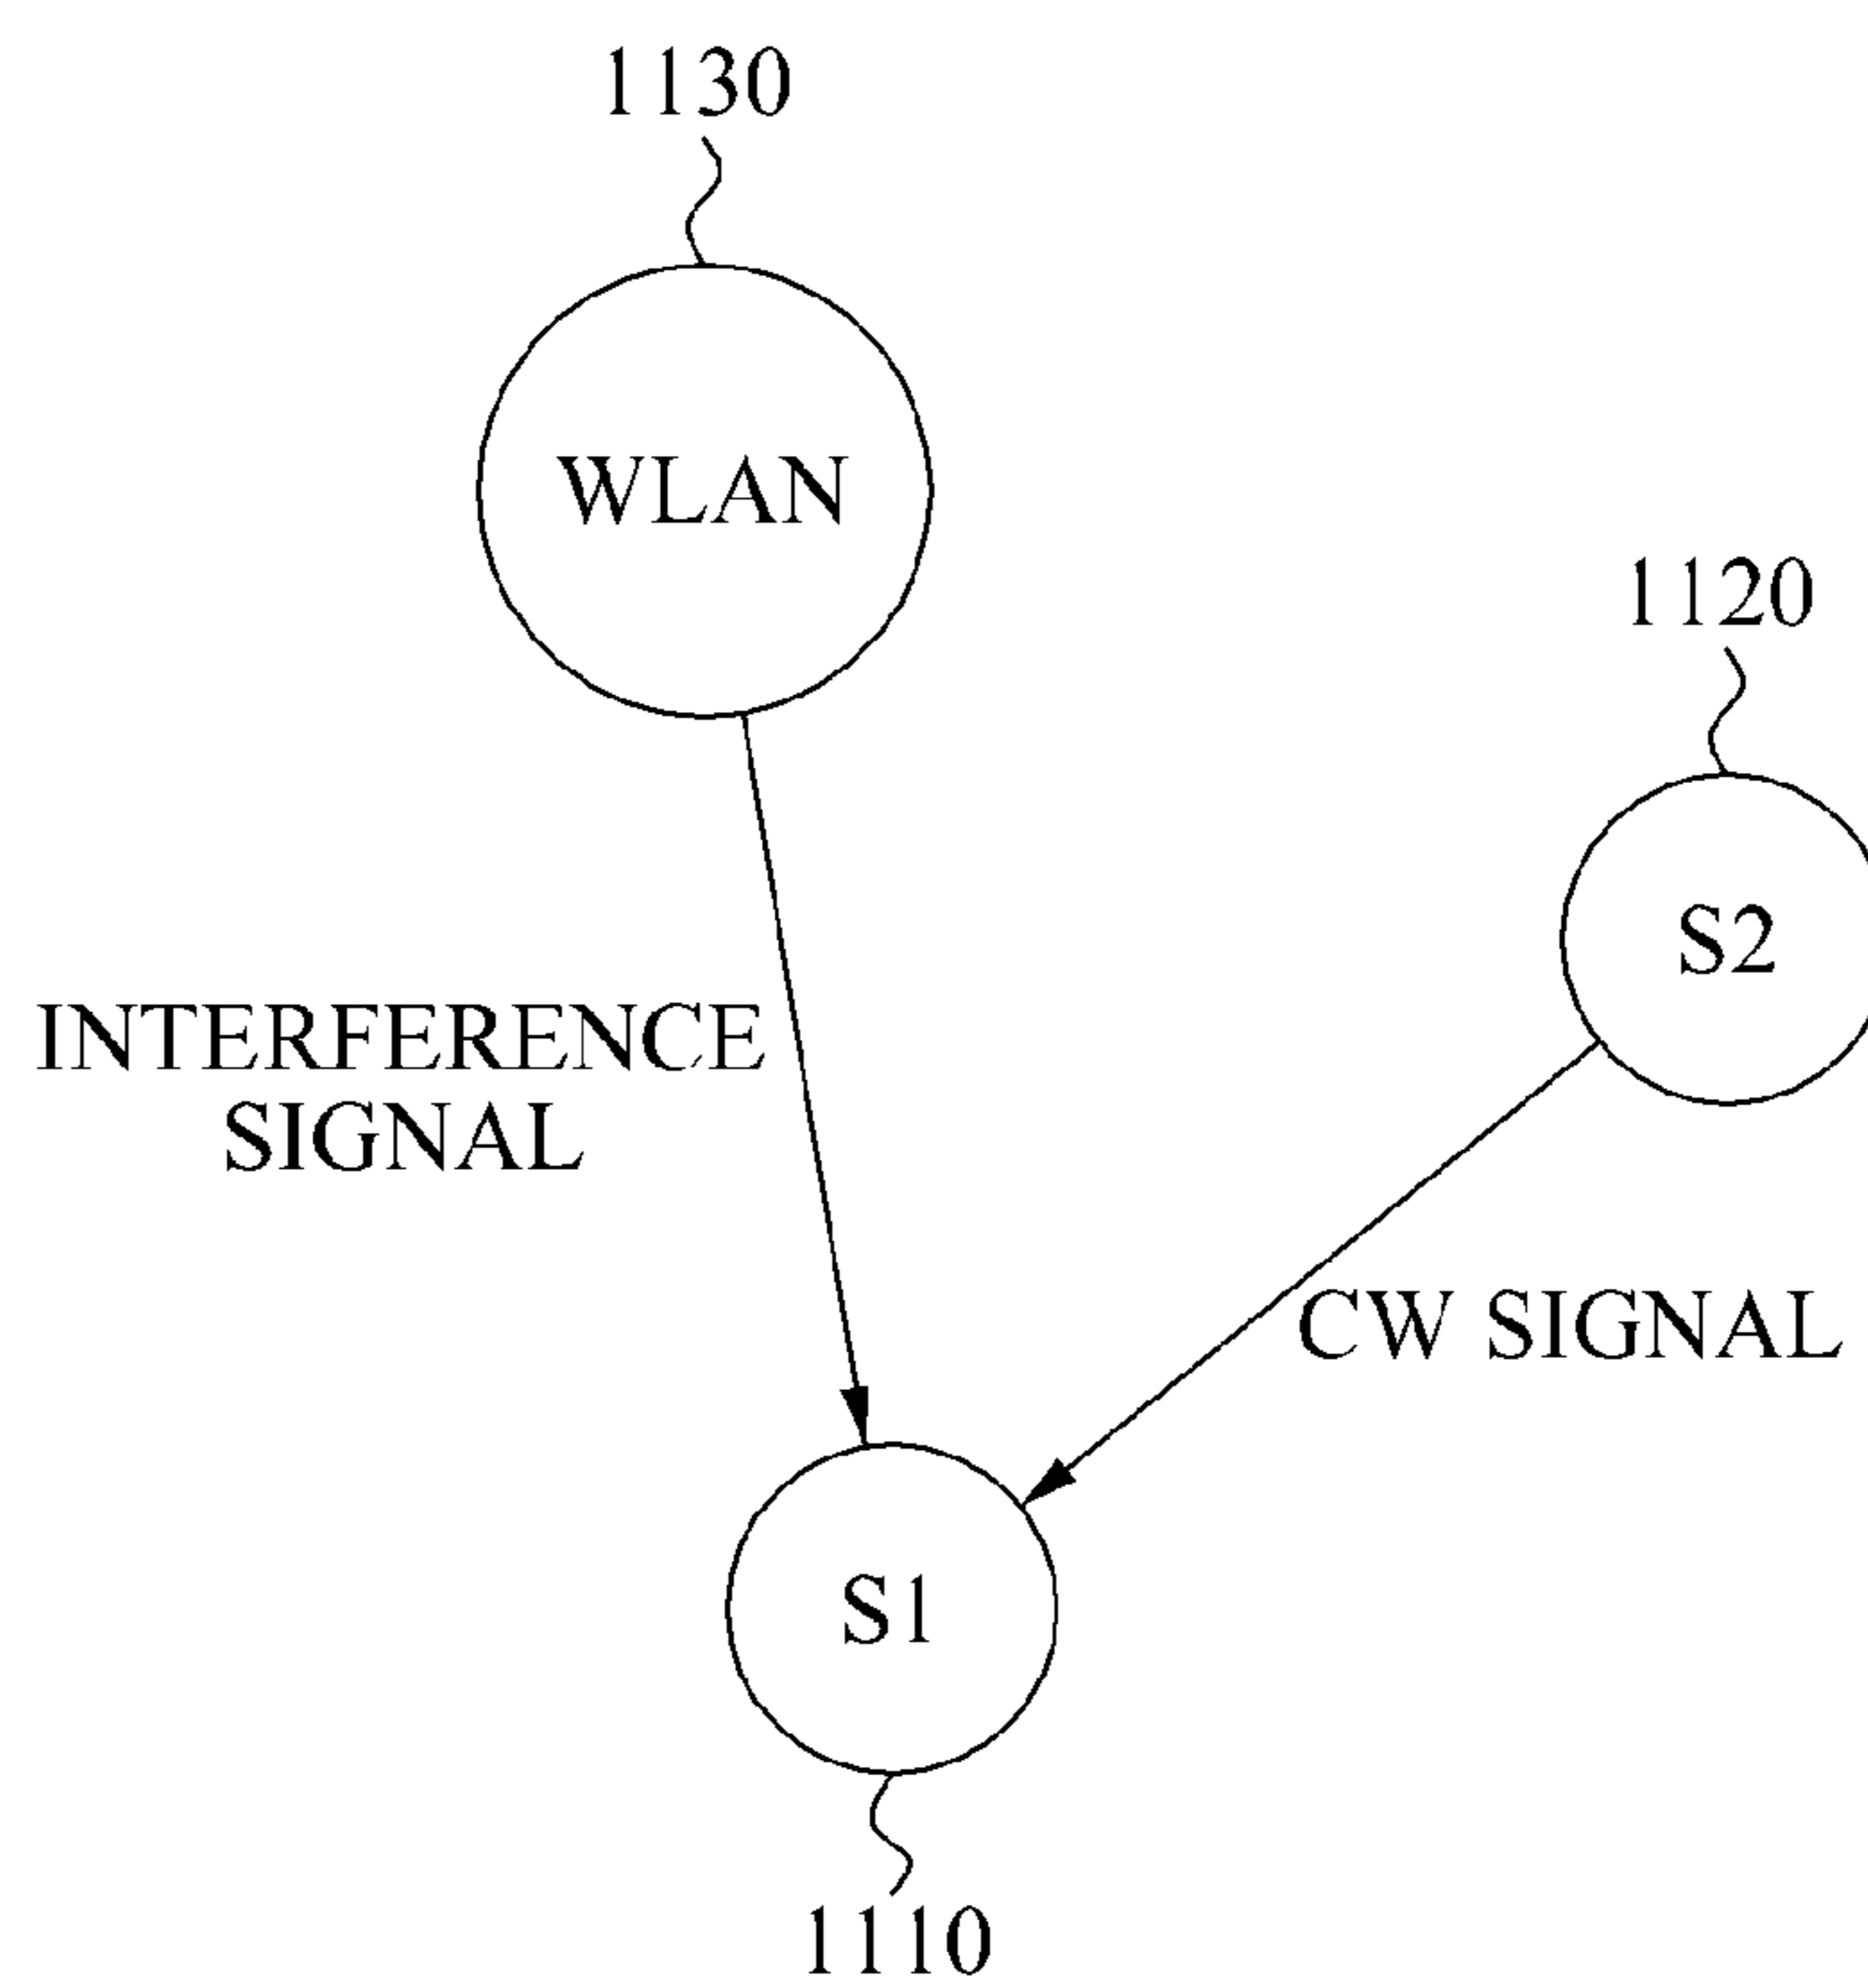 1130
WLAN
1120
S2
INTERFERENCE
SIGNAL
CW SIGNAL
S1
1110